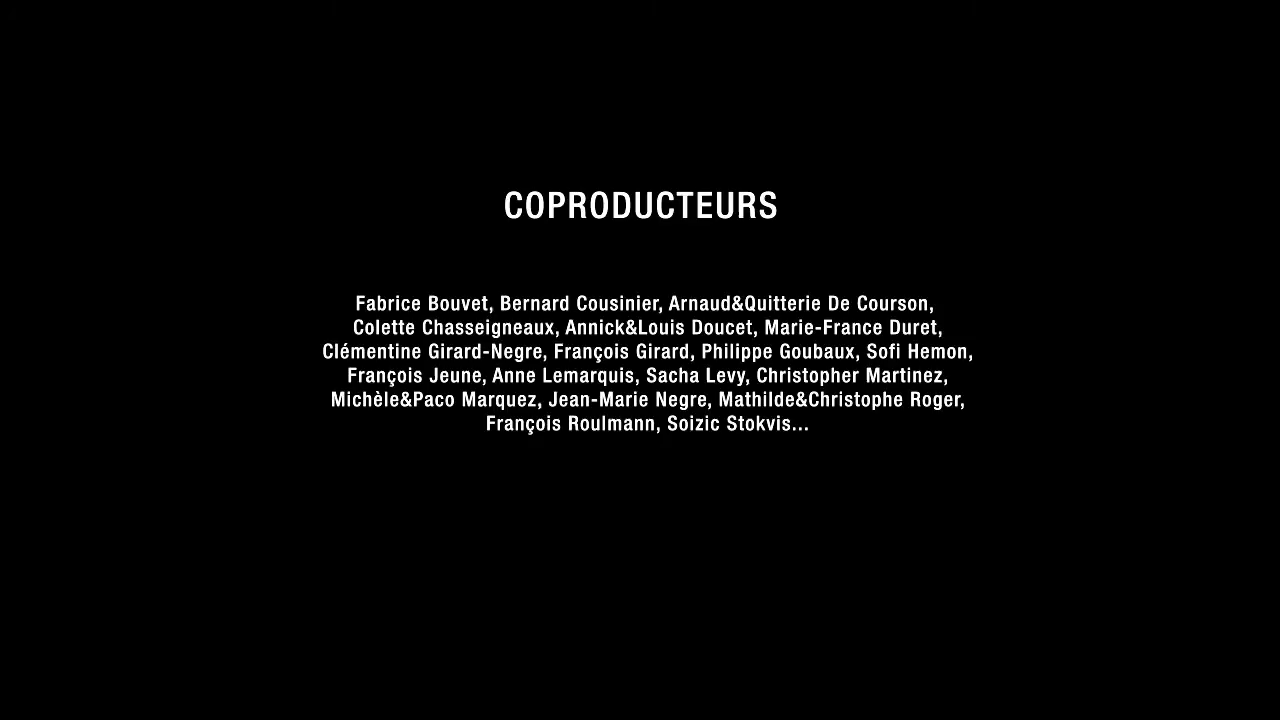 COPRODUCTEURS
Fabrice Bouvet, Bernard Cousinier, Arnaud&Quitterie De Courson,
Colette Chasseigneaux, Annick&Louis Doucet, Marie-France Duret,
Clémentine Girard-Negre, François Girard, Philippe Goubaux, Sofi Hemon,
François Jeune, Anne Lemarquis, Sacha Levy, Christopher Martinez,
Michèle&Paco Marquez, Jean-Marie Negre, Mathilde&Christophe Roger,
François Roulmann, Soizic Stokvis...